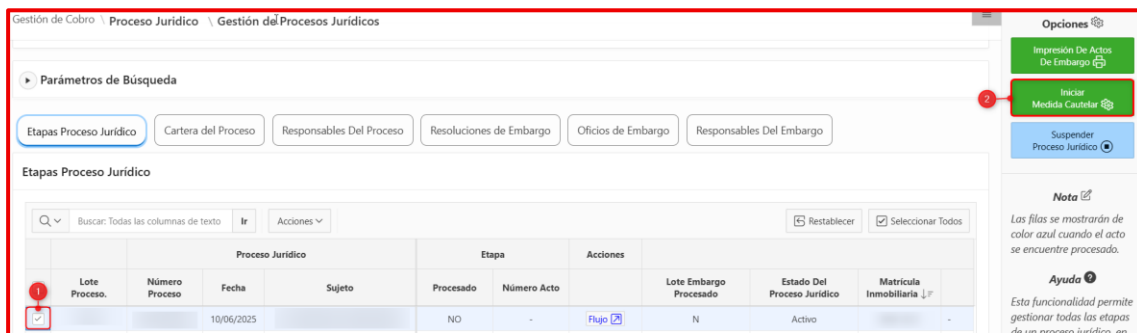 Gestión de Cobro \ Proceso Juridico \ Gestión de Procesos Jurídicos
Opciones
Impresión De Actos
De Embargo
Parámetros de Búsqueda
2
Iniciar
Medida Cautelar
Etapas Proceso Jurídico
Cartera del Proceso
Responsables Del Proceso
Resoluciones de Embargo
Oficios de Embargo
Responsables Del Embargo
Suspender
Proceso Jurídico
Etapas Proceso Jurídico
Nota
Las filas se mostrarán de
color azul cuando el acto
se encuentre procesado.
Buscar: Todas las columnas de texto
Ir
Acciones
Restablecer
Seleccionar Todos
Proceso Jurídico
Etapa
Acciones
Ayuda
Esta funcionalidad permite
gestionar todas las etapas
de un proceso jurídico, en
1
Lote
Proceso.
Número
Proceso
Fecha
Sujeto
Procesado
Número Acto
Lote Embargo
Procesado
Estado Del
Proceso Jurídico
Matrícula
Inmobiliaria
10/06/2025
NO
-
Flujo
N
Activo
-